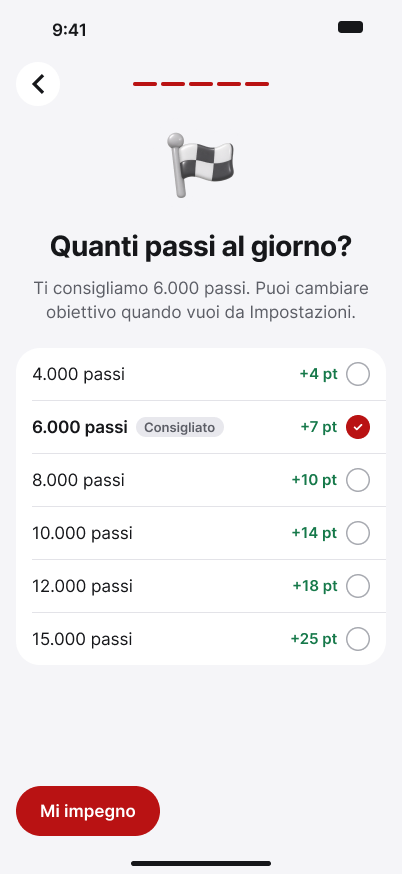 9:41
Quanti passi al giorno?
Ti consigliamo 6.000 passi. Puoi cambiare
obiettivo quando vuoi da Impostazioni.
4.000 passi +4 pt
6.000 passi Consigliato +7 pt
8.000 passi +10 pt
10.000 passi +14 pt
12.000 passi +18 pt
15.000 passi +25 pt
Mi impegno